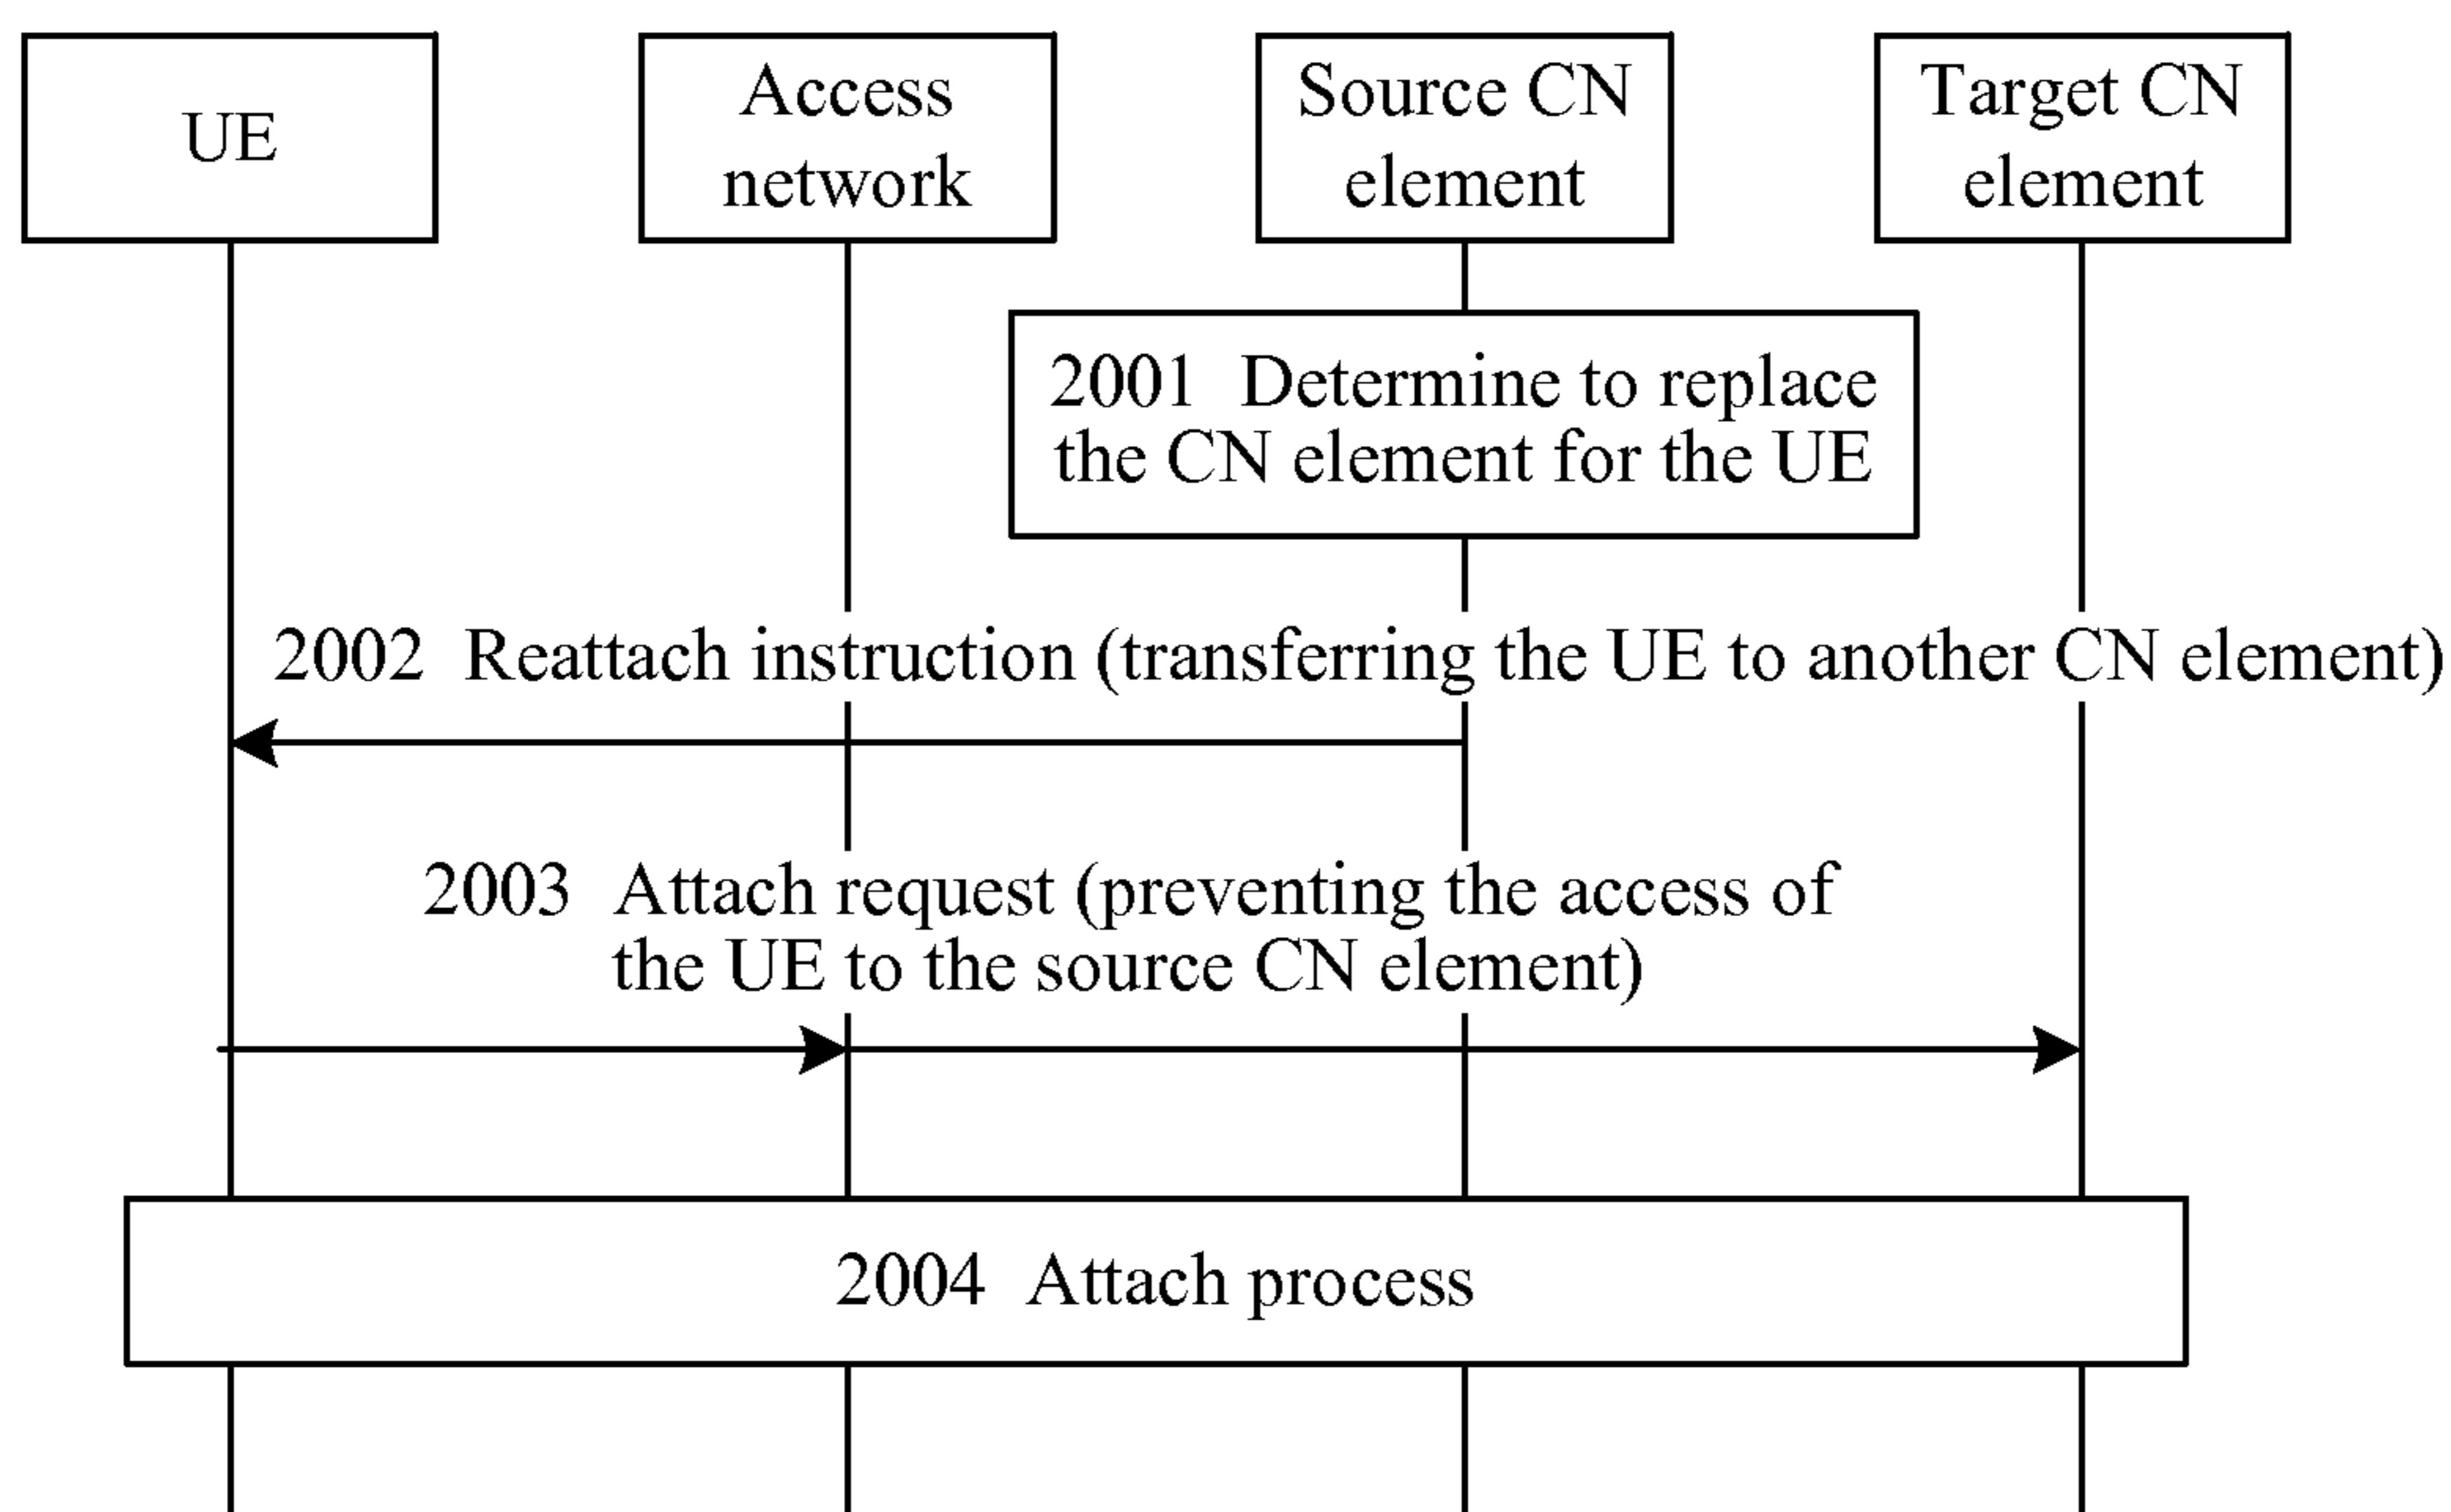 UE
Access
network
Source CN
element
Target CN
element
2001 Determine to replace
the CN element for the UE
2002 Reattach instruction (transferring the UE to another CN element)
2003 Attach request (preventing the access of
the UE to the source CN element)
2004 Attach process